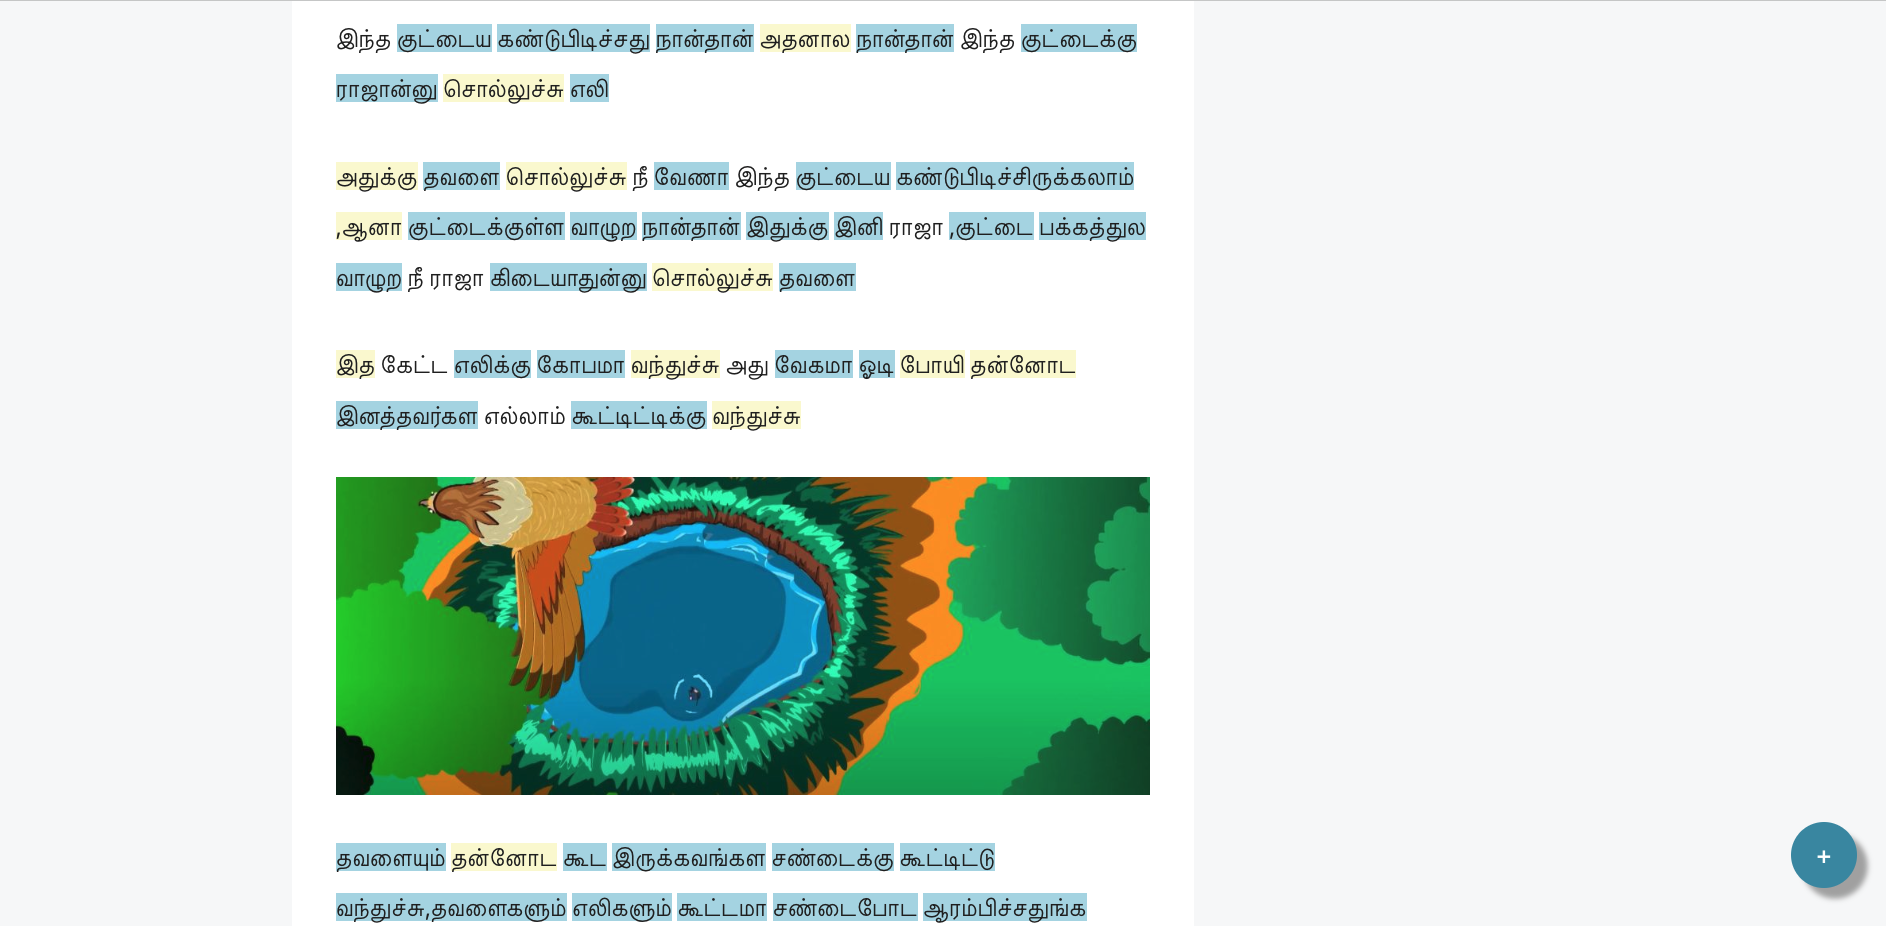 இந்த குட்டைய கண்டுபிடிச்சது நான்தான் அதனால நான்தான் இந்த குட்டைக்கு
ராஜான்னு சொல்லுச்சு எலி
அதுக்கு தவளை சொல்லுச்சு நீ வேணா இந்த குட்டைய கண்டுபிடிச்சிருக்கலாம்
,ஆனா குட்டைக்குள்ள வாழுற நான்தான் இதுக்கு இனி ராஜா ,குட்டை பக்கத்துல
வாழுற நீ ராஜா கிடையாதுன்னு சொல்லுச்சு தவளை
இத கேட்ட எலிக்கு கோபமா வந்துச்சு அது வேகமா ஓடி போயி தன்னோட
இனத்தவர்கள எல்லாம் கூட்டிட்டிக்கு வந்துச்சு
தவளையும் தன்னோட கூட இருக்கவங்கள சண்டைக்கு கூட்டிட்டு
வந்துச்சு,தவளைகளும் எலிகளும் கூட்டமா சண்டைபோட ஆரம்பிச்சதுங்க
+